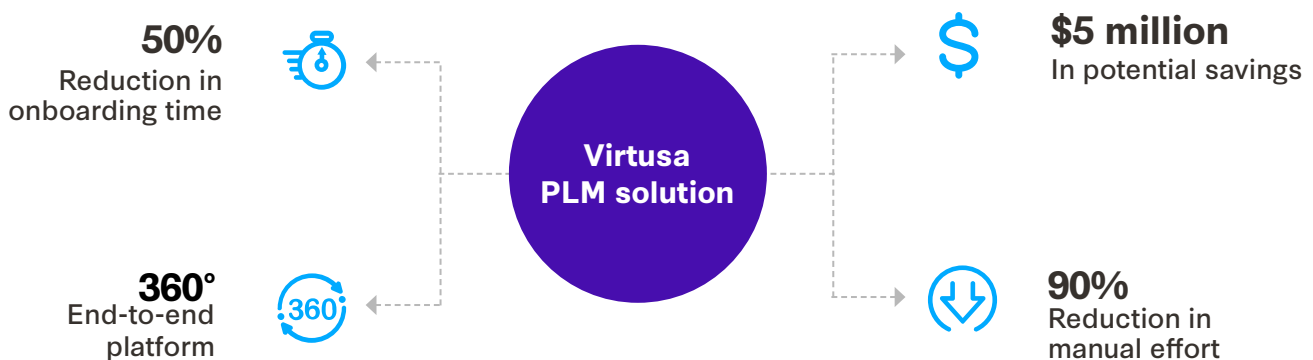 50%
Reduction in
onboarding time
360°
End-to-end
platform
360
Virtusa
PLM solution
$
$5 million
In potential savings
90%
Reduction in
manual effort